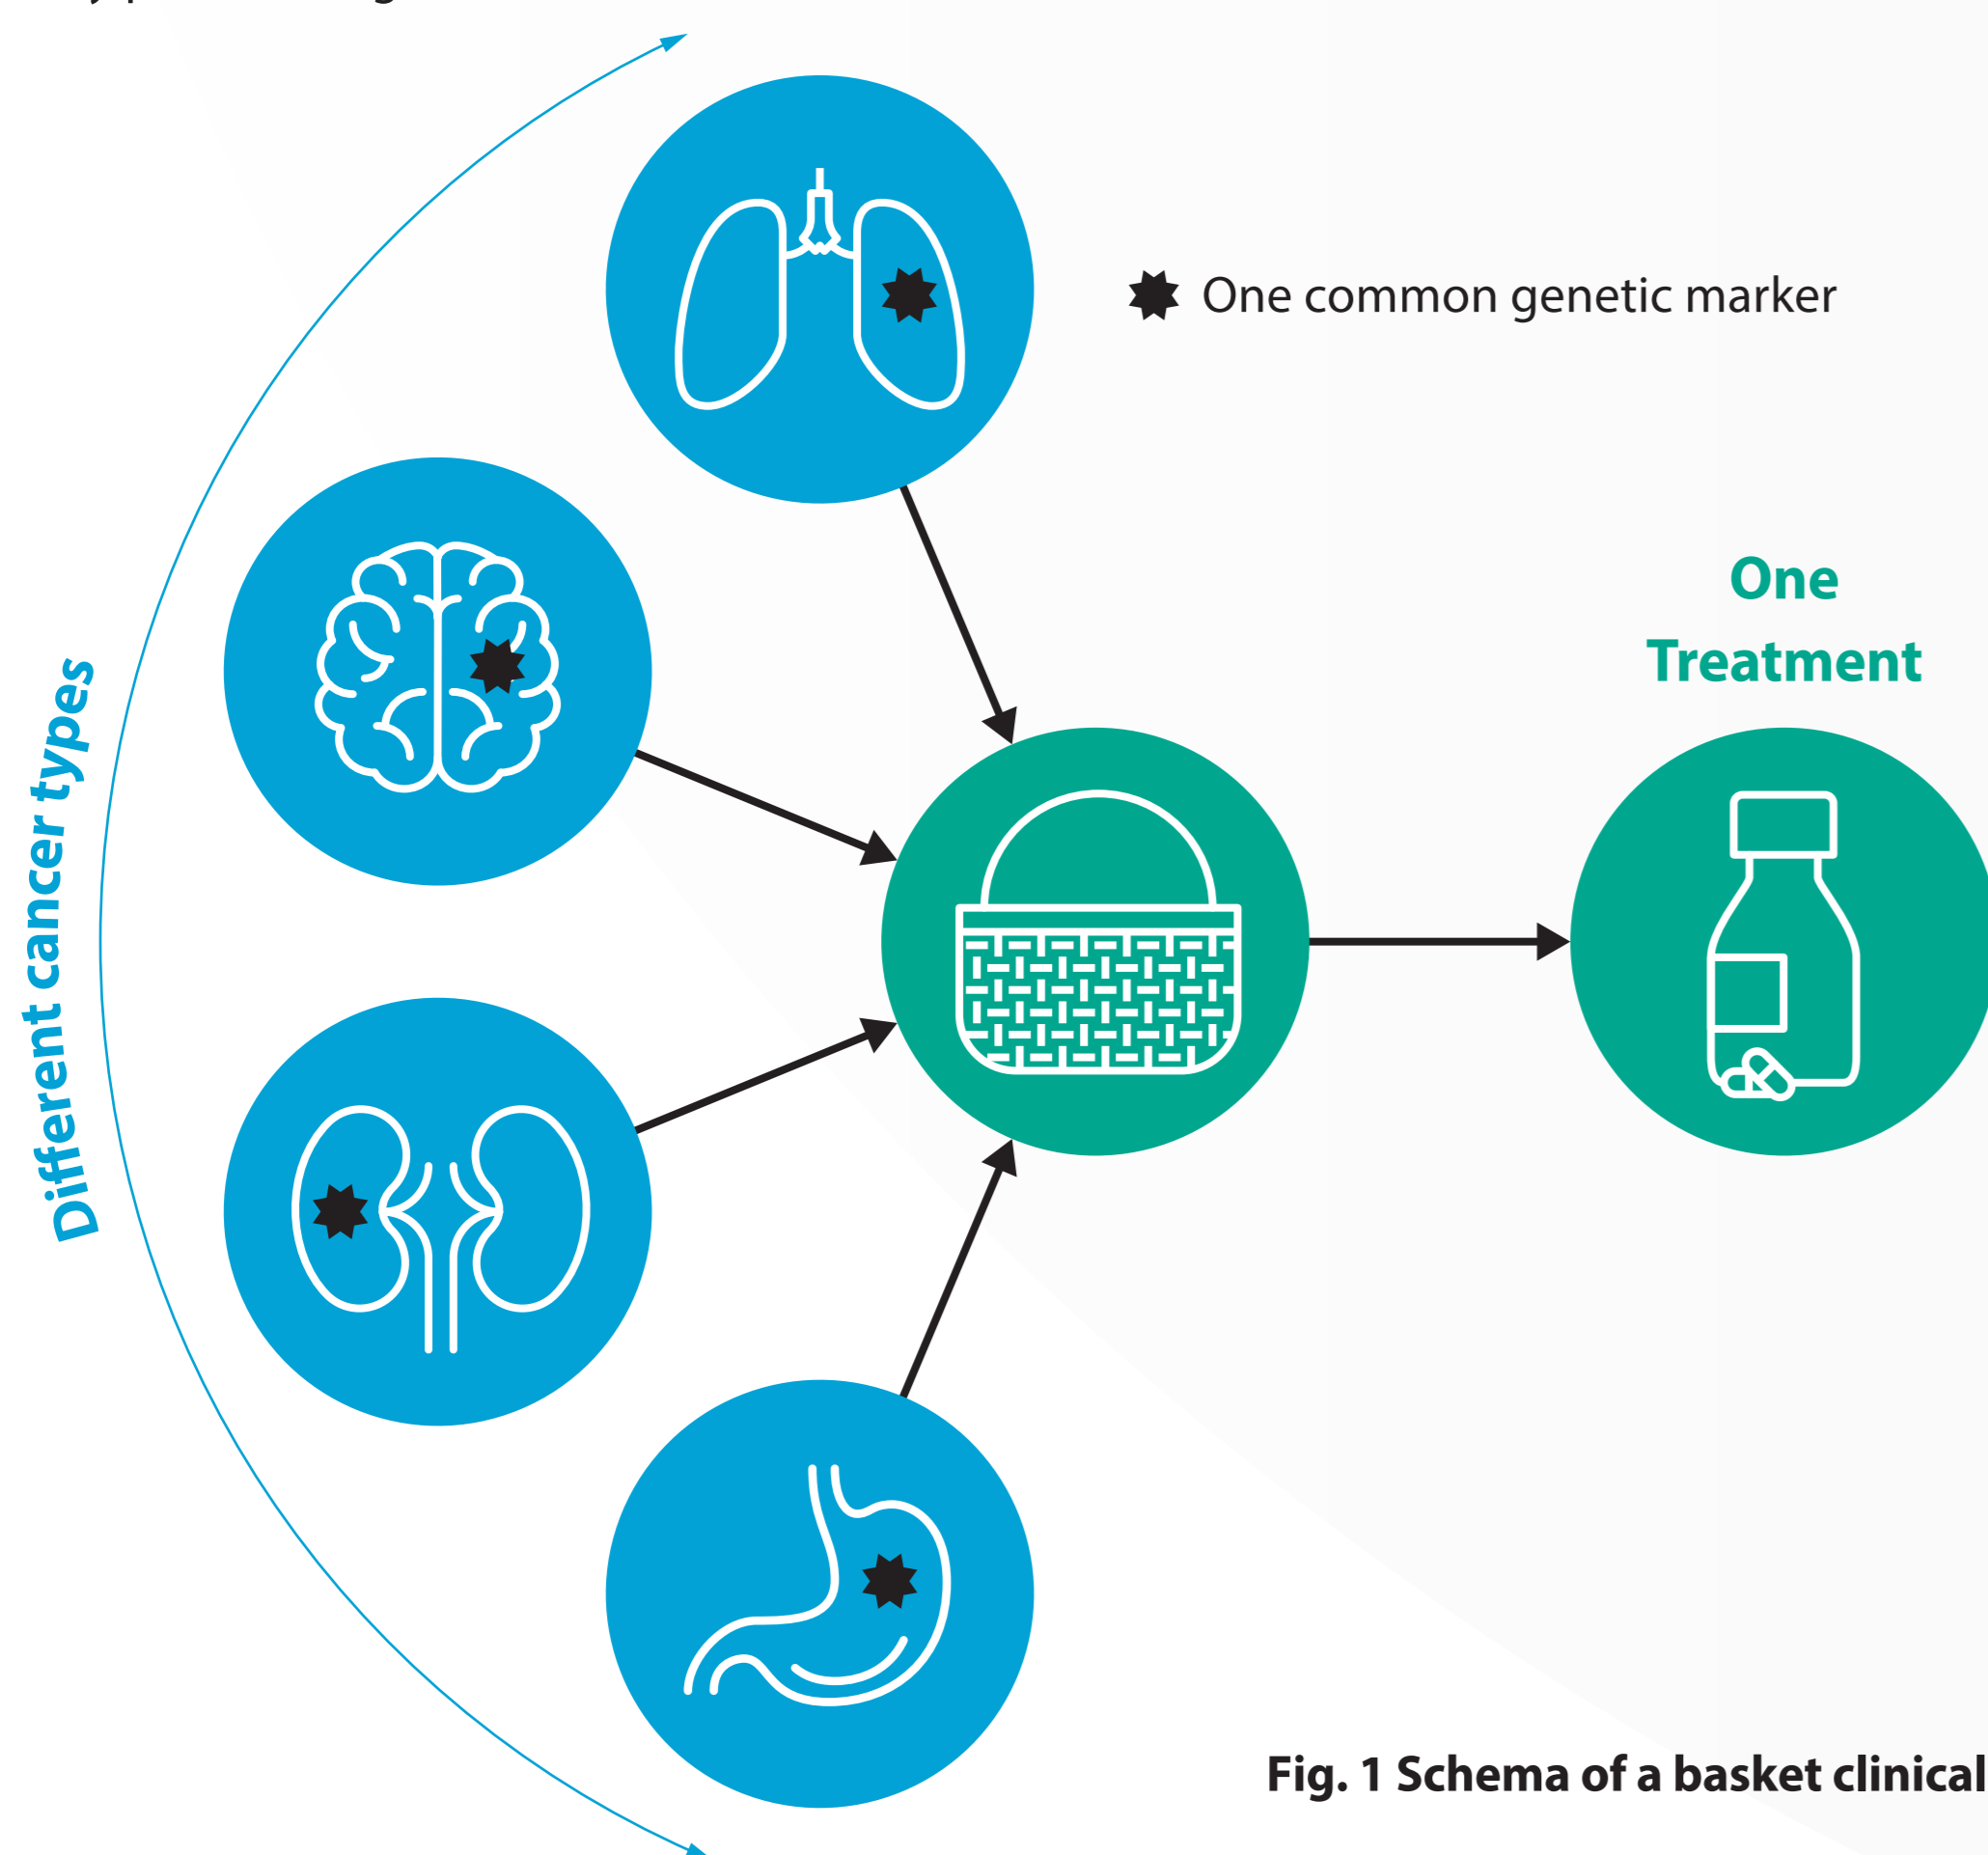 One common genetic marker
One
Treatment
Different cancer types
Fig. 1 Schema of a basket clinical